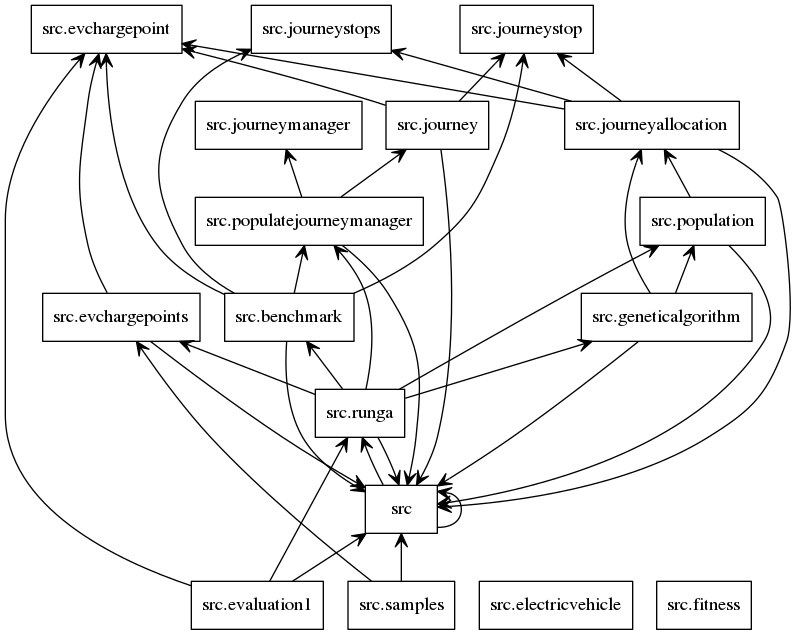 src.evchargepoint
src.journeystops
src.journeystop
src.journeymanager
src.journey
src.journeyallocation
src.populatejourneymanager
src.population
src.evchargepoints
src.benchmark
src.geneticalgorithm
src.runga
src
src.evaluation1
src.samples
src.electricvehicle
src.fitness